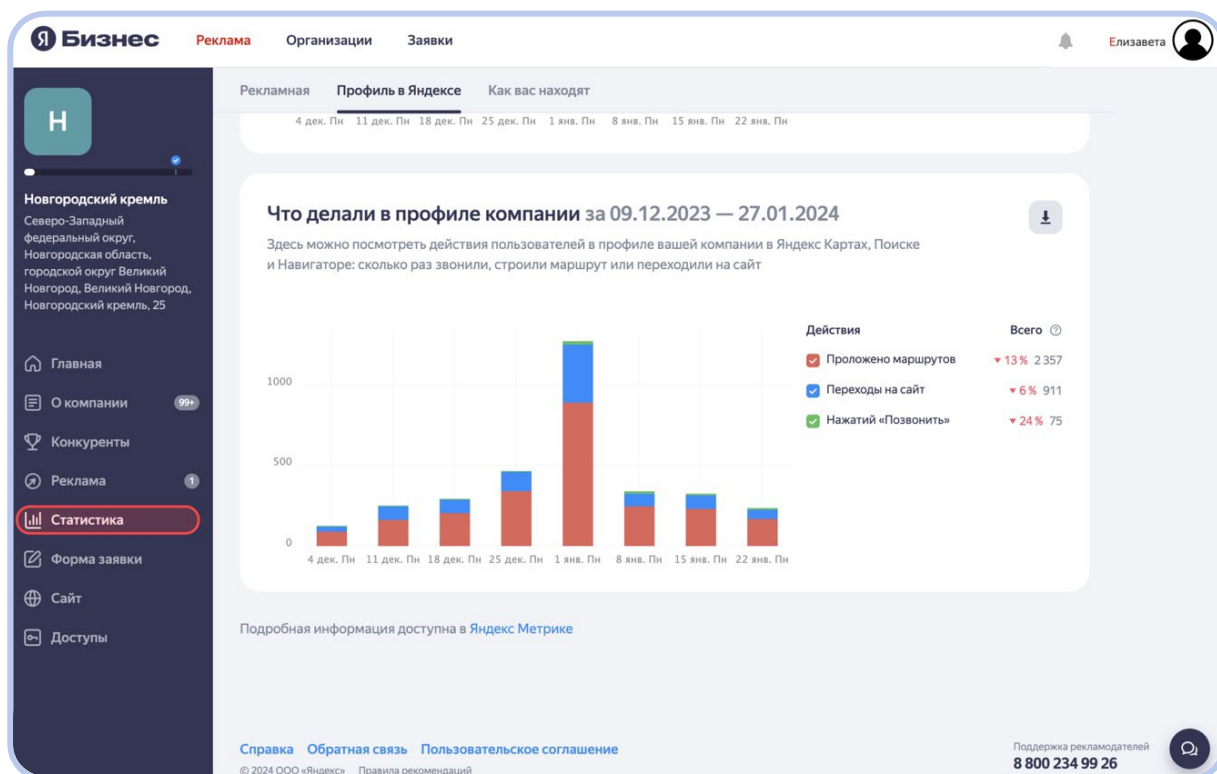 Я Бизнес
Реклама Организации Заявки
Елизавета
Рекламная Профиль в Яндексе Как вас находят
Н
4 дек. Пн 11 дек. Пн 18 дек. Пн 25 дек. Пн 1 янв. Пн 8 янв. Пн 15 янв. Пн 22 янв. Пн
Новгородский кремль
Северо-Западный
федеральный округ,
Новгородская область,
городской округ Великий
Новгород, Великий Новгород,
Новгородский кремль, 25
Главная
О компании 99+
Конкуренты
Реклама 1
Статистика
Форма заявки
Сайт
Доступы
Что делали в профиле компании за 09.12.2023 — 27.01.2024
Здесь можно посмотреть действия пользователей в профиле вашей компании в Яндекс Картах, Поиске
и Навигаторе: сколько раз звонили, строили маршрут или переходили на сайт
Действия Всего ?
Проложено маршрутов ▼ 13 % 2 357
Переходы на сайт ▼ 6 % 911
Нажатий «Позвонить» ▼ 24 % 75
1000
500
0
4 дек. Пн 11 дек. Пн 18 дек. Пн 25 дек. Пн 1 янв. Пн 8 янв. Пн 15 янв. Пн 22 янв. Пн
Подробная информация доступна в Яндекс Метрике
Справка Обратная связь Пользовательское соглашение
© 2024 ООО «Яндекс» Правила рекомендаций
Поддержка рекламодателей
8 800 234 99 26